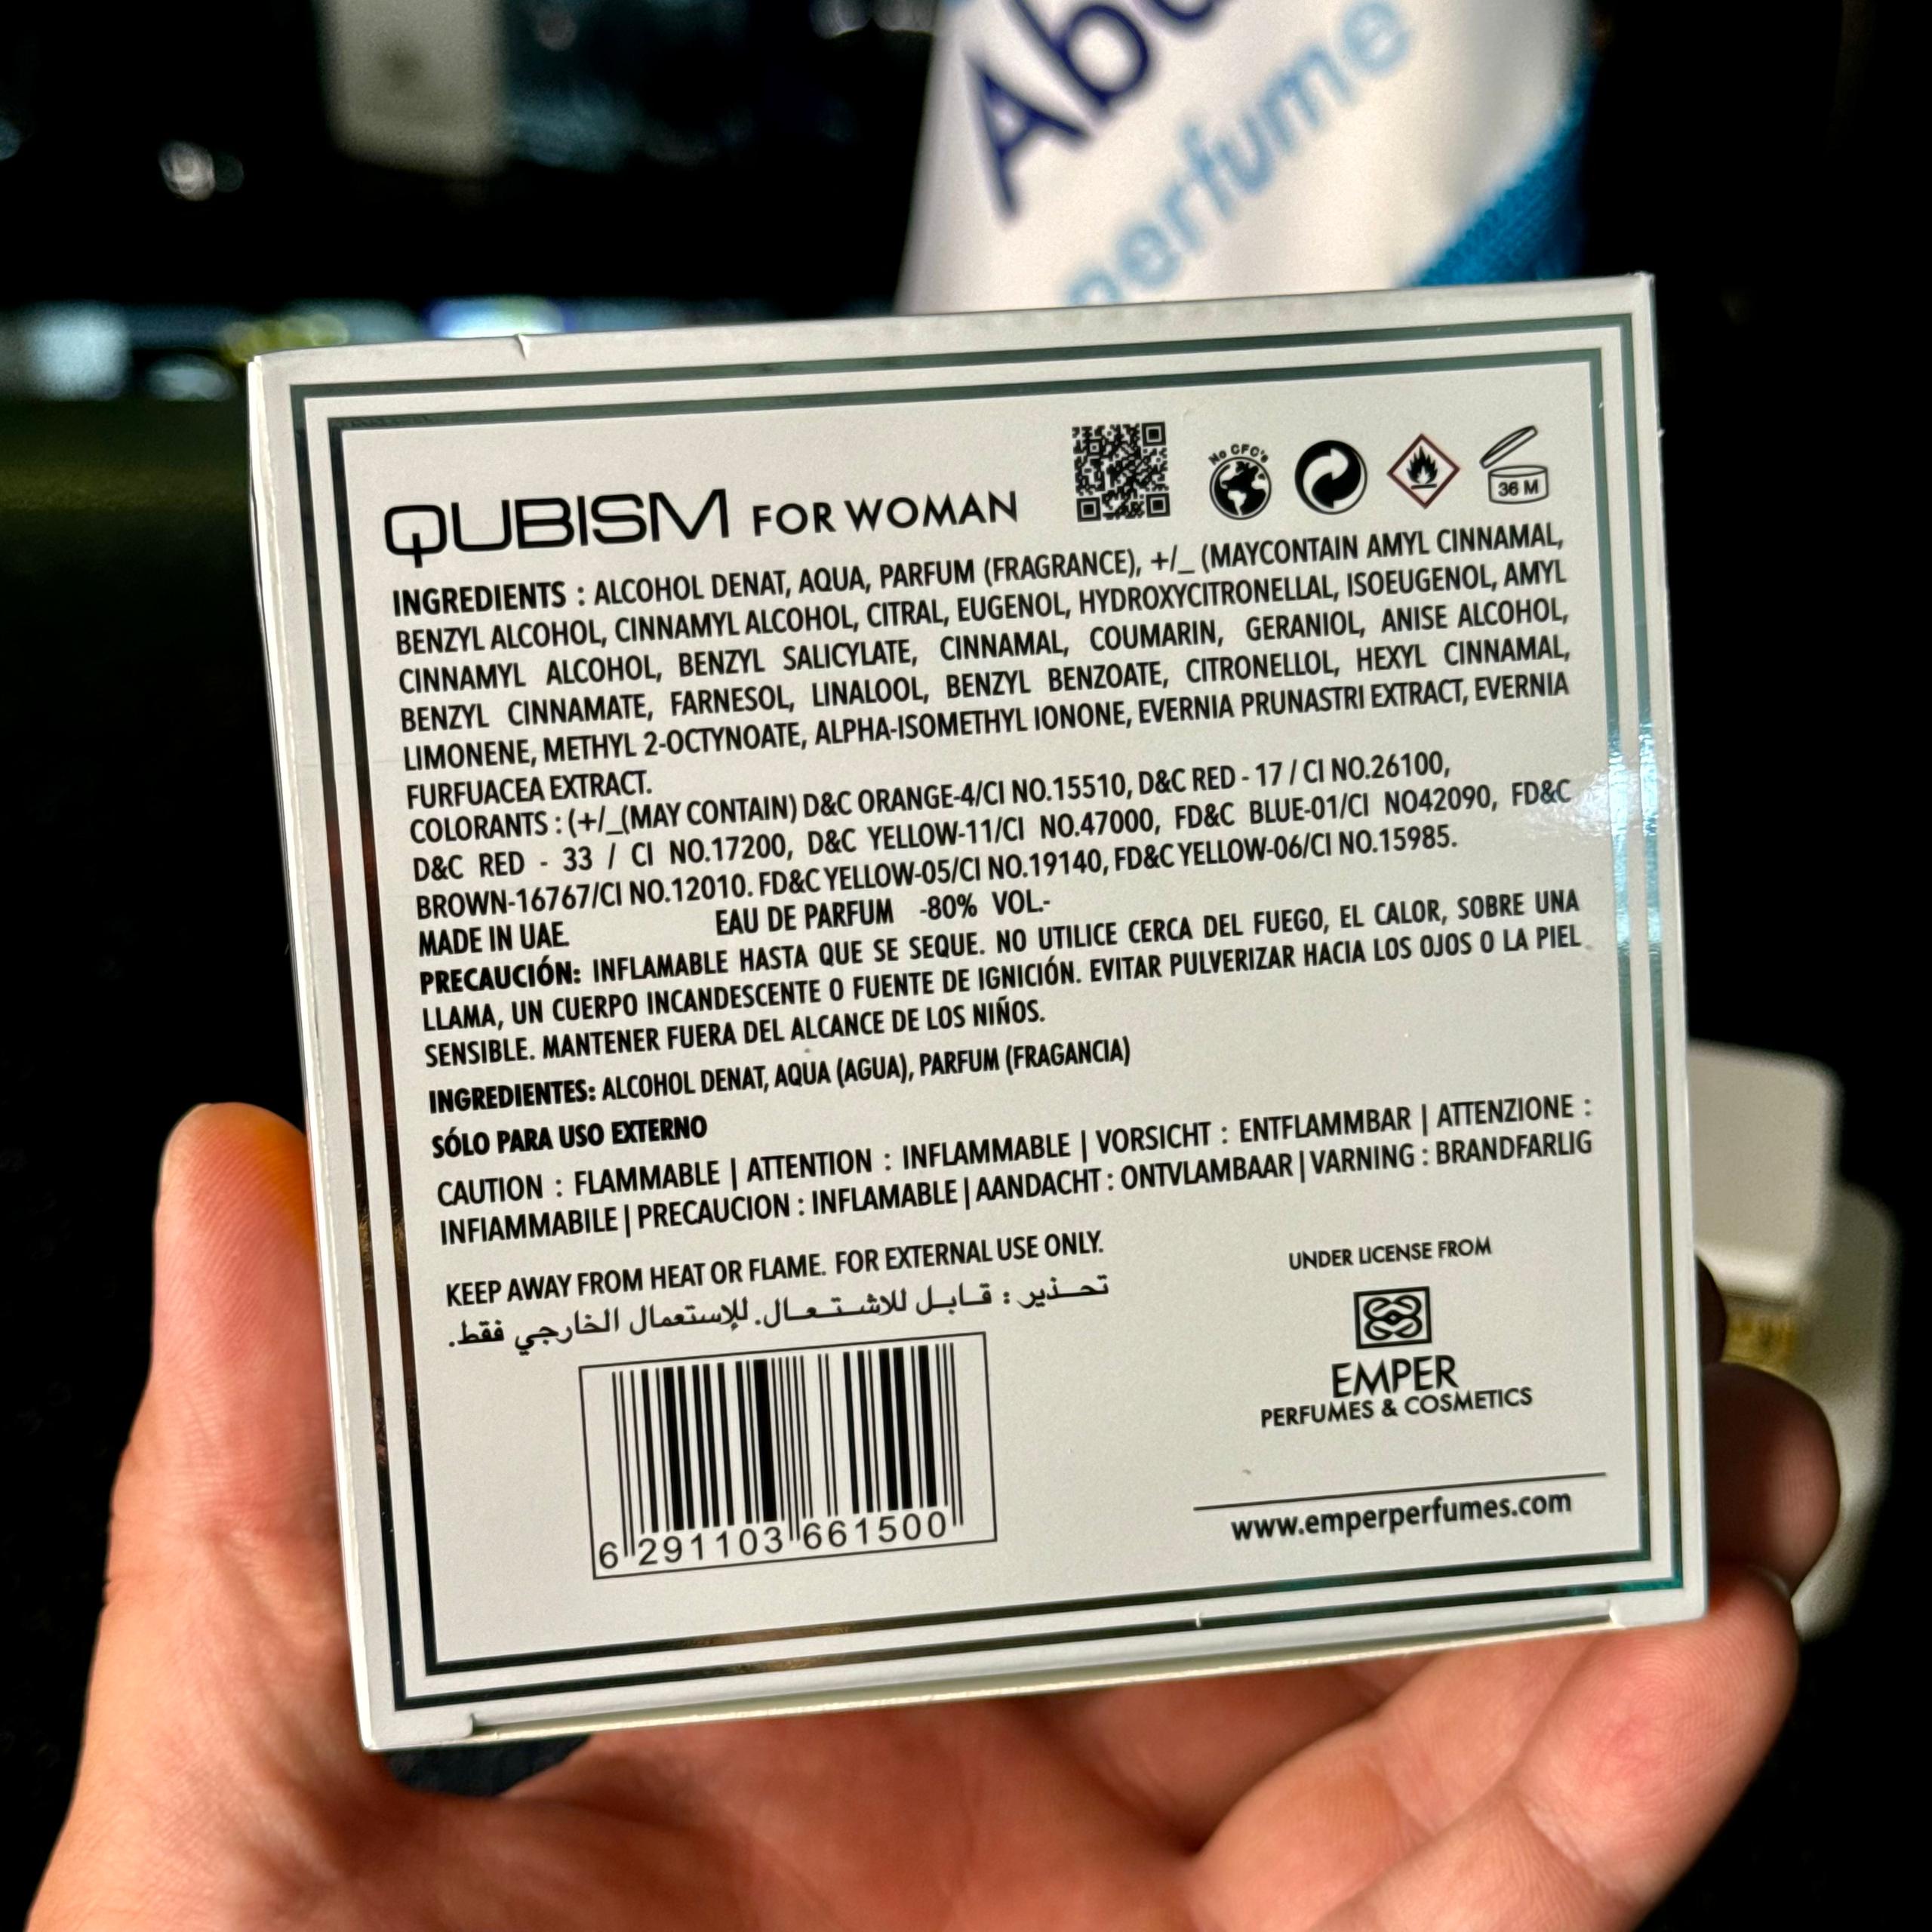 Abu
perfume
QUBISM FOR WOMAN
No CFC's
36 M
INGREDIENTS : ALCOHOL DENAT, AQUA, PARFUM (FRAGRANCE), +/_ (MAYCONTAIN AMYL CINNAMAL,
BENZYL ALCOHOL, CINNAMYL ALCOHOL, CITRAL, EUGENOL, HYDROXYCITRONELLAL, ISOEUGENOL, AMYL
CINNAMYL ALCOHOL, BENZYL SALICYLATE, CINNAMAL, COUMARIN, GERANIOL, ANISE ALCOHOL,
BENZYL CINNAMATE, FARNESOL, LINALOOL, BENZYL BENZOATE, CITRONELLOL, HEXYL CINNAMAL,
LIMONENE, METHYL 2-OCTYNOATE, ALPHA-ISOMETHYL IONONE, EVERNIA PRUNASTRI EXTRACT, EVERNIA
FURFUACEA EXTRACT.
COLORANTS : (+/_(MAY CONTAIN) D&C ORANGE-4/CI NO.15510, D&C RED - 17 / CI NO.26100,
D&C RED - 33 / CI NO.17200, D&C YELLOW-11/CI NO.47000, FD&C BLUE-01/CI NO42090, FD&C
BROWN-16767/CI NO.12010. FD&C YELLOW-05/CI NO.19140, FD&C YELLOW-06/CI NO.15985.
MADE IN UAE. EAU DE PARFUM -80% VOL.-
PRECAUCIÓN: INFLAMABLE HASTA QUE SE SEQUE. NO UTILICE CERCA DEL FUEGO, EL CALOR, SOBRE UNA
LLAMA, UN CUERPO INCANDESCENTE O FUENTE DE IGNICIÓN. EVITAR PULVERIZAR HACIA LOS OJOS O LA PIEL
SENSIBLE. MANTENER FUERA DEL ALCANCE DE LOS NIÑOS.
INGREDIENTES: ALCOHOL DENAT, AQUA (AGUA), PARFUM (FRAGANCIA)
SÓLO PARA USO EXTERNO
CAUTION : FLAMMABLE | ATTENTION : INFLAMMABLE | VORSICHT : ENTFLAMMBAR | ATTENZIONE :
INFIAMMABILE | PRECAUCION : INFLAMABLE | AANDACHT : ONTVLAMBAAR | VARNING : BRANDFARLIG
KEEP AWAY FROM HEAT OR FLAME. FOR EXTERNAL USE ONLY.
تحـذير : قـابـل للاشـتـعـال. للإستعمال الخارجي فقط.
UNDER LICENSE FROM
EMPER
PERFUMES & COSMETICS
www.emperperfumes.com
6 291103 661500